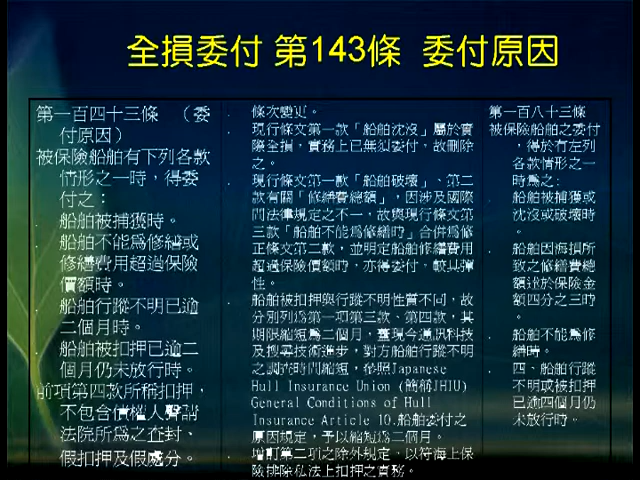 全損委付 第143條 委付原因
第一百四十三條 （委
付原因）
被保險船舶有下列各款
情形之一時，得委
付之：
船舶被捕獲時。
船舶不能為修繕或
修繕費用超過保險
價額時。
船舶行蹤不明已逾
二個月時。
船舶被扣押已逾二
個月仍未放行時。
前項第四款所稱扣押，
不包含債權人聲請
法院所為之查封、
假扣押及假處分。
條次變更。
現行條文第一款「船舶沈沒」屬於實
際全損，實務上已無須委付，故刪除
之。
現行條文第一款「船舶破壞」、第二
款有關「修繕費總額」，因涉及國際
間法律規定之不一，故與現行條文第
三款「船舶不能為修繕時」合併為修
正條文第二款，並明定船舶修繕費用
超過保險價額時，亦得委付，較具彈
性。
船舶被扣押與行蹤不明性質不同，故
分別列為第一項第三款、第四款，其
期限縮短為二個月，臺現今通訊科技
及搜尋技術進步，對方船舶行蹤不明
之調查時間縮短，參照Japanese
Hull Insurance Union (簡稱JHIU)
General Conditions of Hull
Insurance Article 10.船舶委付之
原因規定，予以縮短為二個月。
增訂第二項之除外規定，以符海上保
險排除私法上扣押之實務。
第一百八十三條
被保險船舶之委付
，得於有左列
各款情形之一
時為之：
船舶被捕獲或
沈沒或破壞時
。
船舶因海損所
致之修繕費總
額達於保險金
額四分之三時
。
船舶不能為修
繕時。
四、船舶行蹤
不明或被扣押
已逾四個月仍
未放行時。